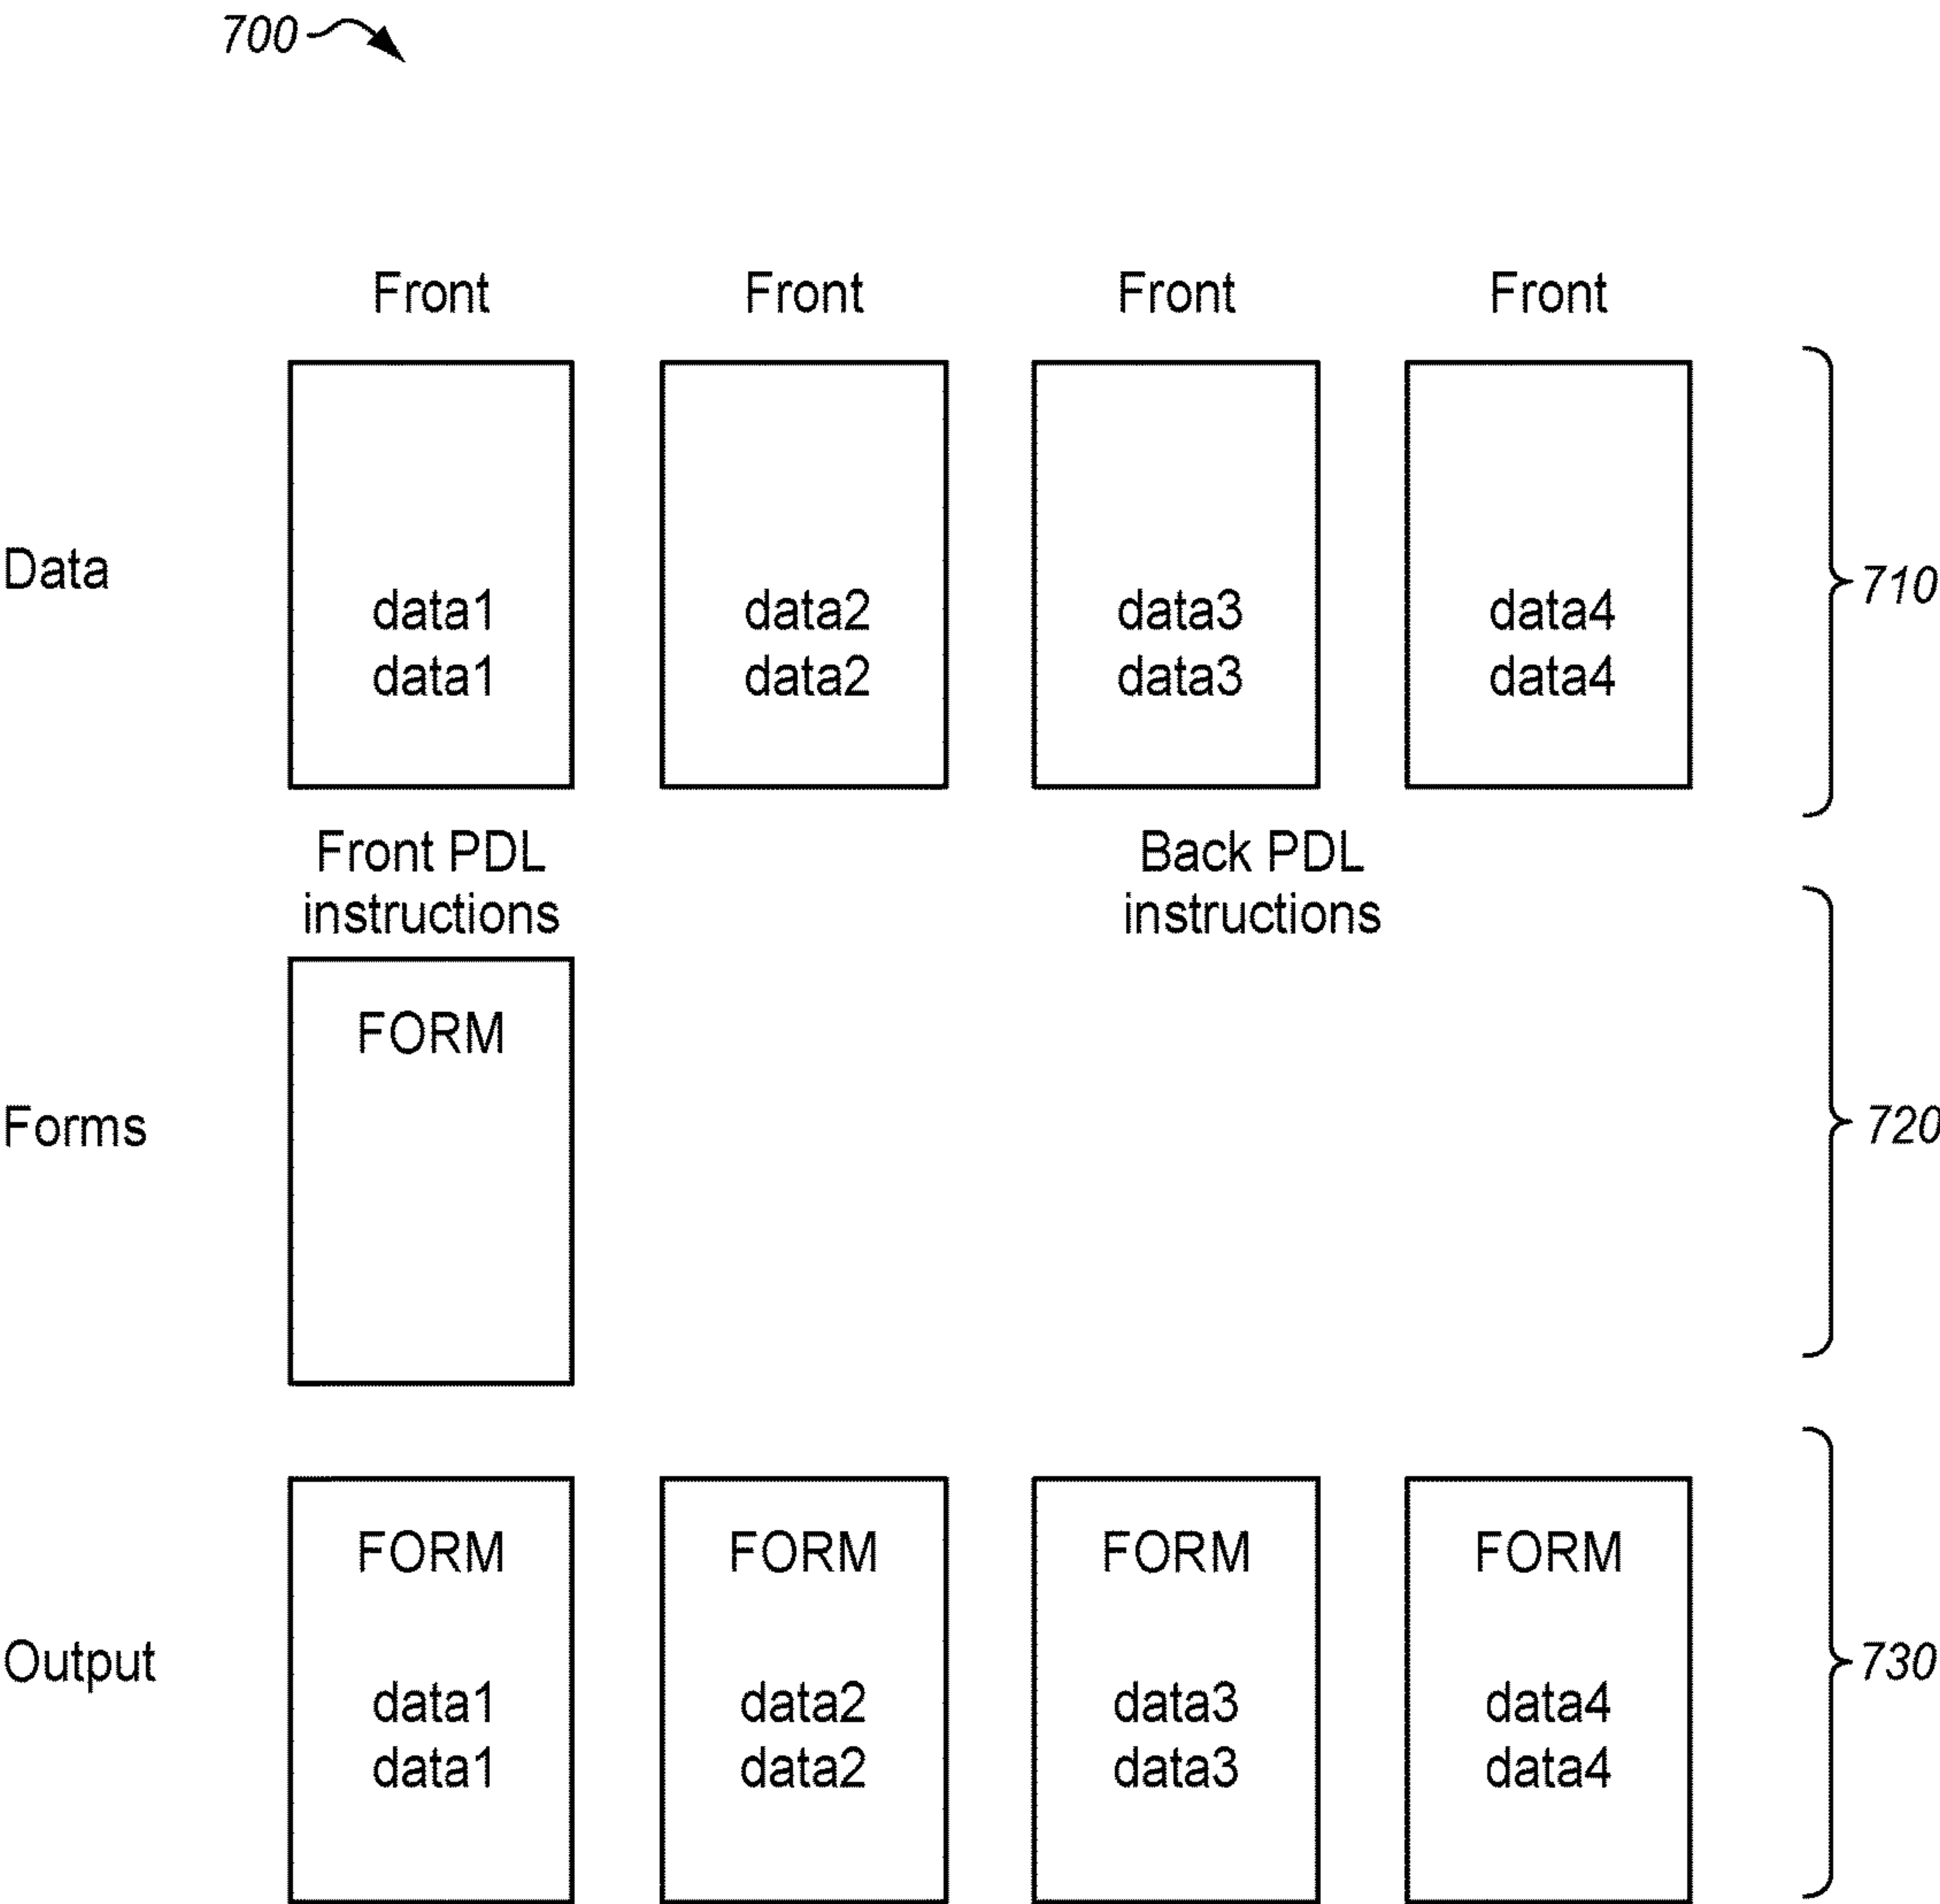 700
Front Front Front Front
Data
data1 data2 data3 data4
data1 data2 data3 data4
710
Front PDL Back PDL
instructions instructions
FORM
Forms
720
FORM FORM FORM FORM
Output
data1 data2 data3 data4
data1 data2 data3 data4
730